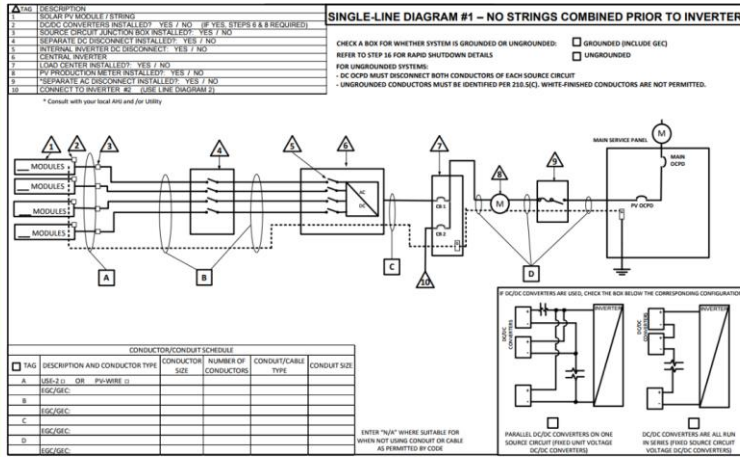 TAG DESCRIPTION
1 SOLAR PV MODULE / STRING
2 DC/DC CONVERTERS INSTALLED? YES / NO (IF YES, STEPS 6 & 8 REQUIRED)
3 SOURCE CIRCUIT JUNCTION BOX INSTALLED?: YES / NO
4 SEPARATE DC DISCONNECT INSTALLED?: YES / NO
5 INTERNAL INVERTER DC DISCONNECT: YES / NO
6 CENTRAL INVERTER
7 LOAD CENTER INSTALLED?: YES / NO
8 PV PRODUCTION METER INSTALLED?: YES / NO
9 *SEPARATE AC DISCONNECT INSTALLED?: YES / NO
10 CONNECT TO INVERTER #2 (USE LINE DIAGRAM 2)
* Consult with your local AHJ and /or Utility
SINGLE-LINE DIAGRAM #1 – NO STRINGS COMBINED PRIOR TO INVERTER
CHECK A BOX FOR WHETHER SYSTEM IS GROUNDED OR UNGROUNDED:
GROUNDED (INCLUDE GEC)
REFER TO STEP 16 FOR RAPID SHUTDOWN DETAILS
UNGROUNDED
FOR UNGROUNDED SYSTEMS:
- DC OCPD MUST DISCONNECT BOTH CONDUCTORS OF EACH SOURCE CIRCUIT
- UNGROUNDED CONDUCTORS MUST BE IDENTIFIED PER 210.5(C). WHITE-FINISHED CONDUCTORS ARE NOT PERMITTED.
1 2 3 4 5 6 7 8 9
M
MAIN SERVICE PANEL
MAIN
OCPD
___ MODULES
___ MODULES
___ MODULES
___ MODULES
AC
DC
CB 1
CB 2
M
PV OCPD
A
B
C
10
D
IF DC/DC CONVERTERS ARE USED, CHECK THE BOX BELOW THE CORRESPONDING CONFIGURATION
DC/DC
CONVERTERS
INVERTER
DC/DC
CONVERTERS
INVERTER
PARALLEL DC/DC CONVERTERS ON ONE
SOURCE CIRCUIT (FIXED UNIT VOLTAGE
DC/DC CONVERTERS)
DC/DC CONVERTERS ARE ALL RUN
IN SERIES (FIXED SOURCE CIRCUIT
VOLTAGE DC/DC CONVERTERS)
CONDUCTOR/CONDUIT SCHEDULE
TAG DESCRIPTION AND CONDUCTOR TYPE CONDUCTOR SIZE NUMBER OF CONDUCTORS CONDUIT/CABLE TYPE CONDUIT SIZE
A USE-2 OR PV-WIRE
EGC/GEC:
B
EGC/GEC:
C
EGC/GEC:
D
EGC/GEC:
ENTER "N/A" WHERE SUITABLE FOR
WHEN NOT USING CONDUIT OR CABLE
AS PERMITTED BY CODE